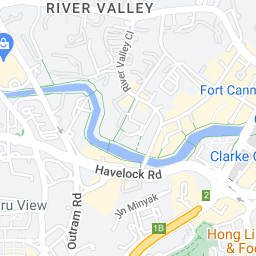 RIVER VALLEY
River Valley Cl
Fort Cann
Clarke
Havelock Rd
ru View
Outram Rd
Jln Minyak
2
1B
Hong Li
& Foo